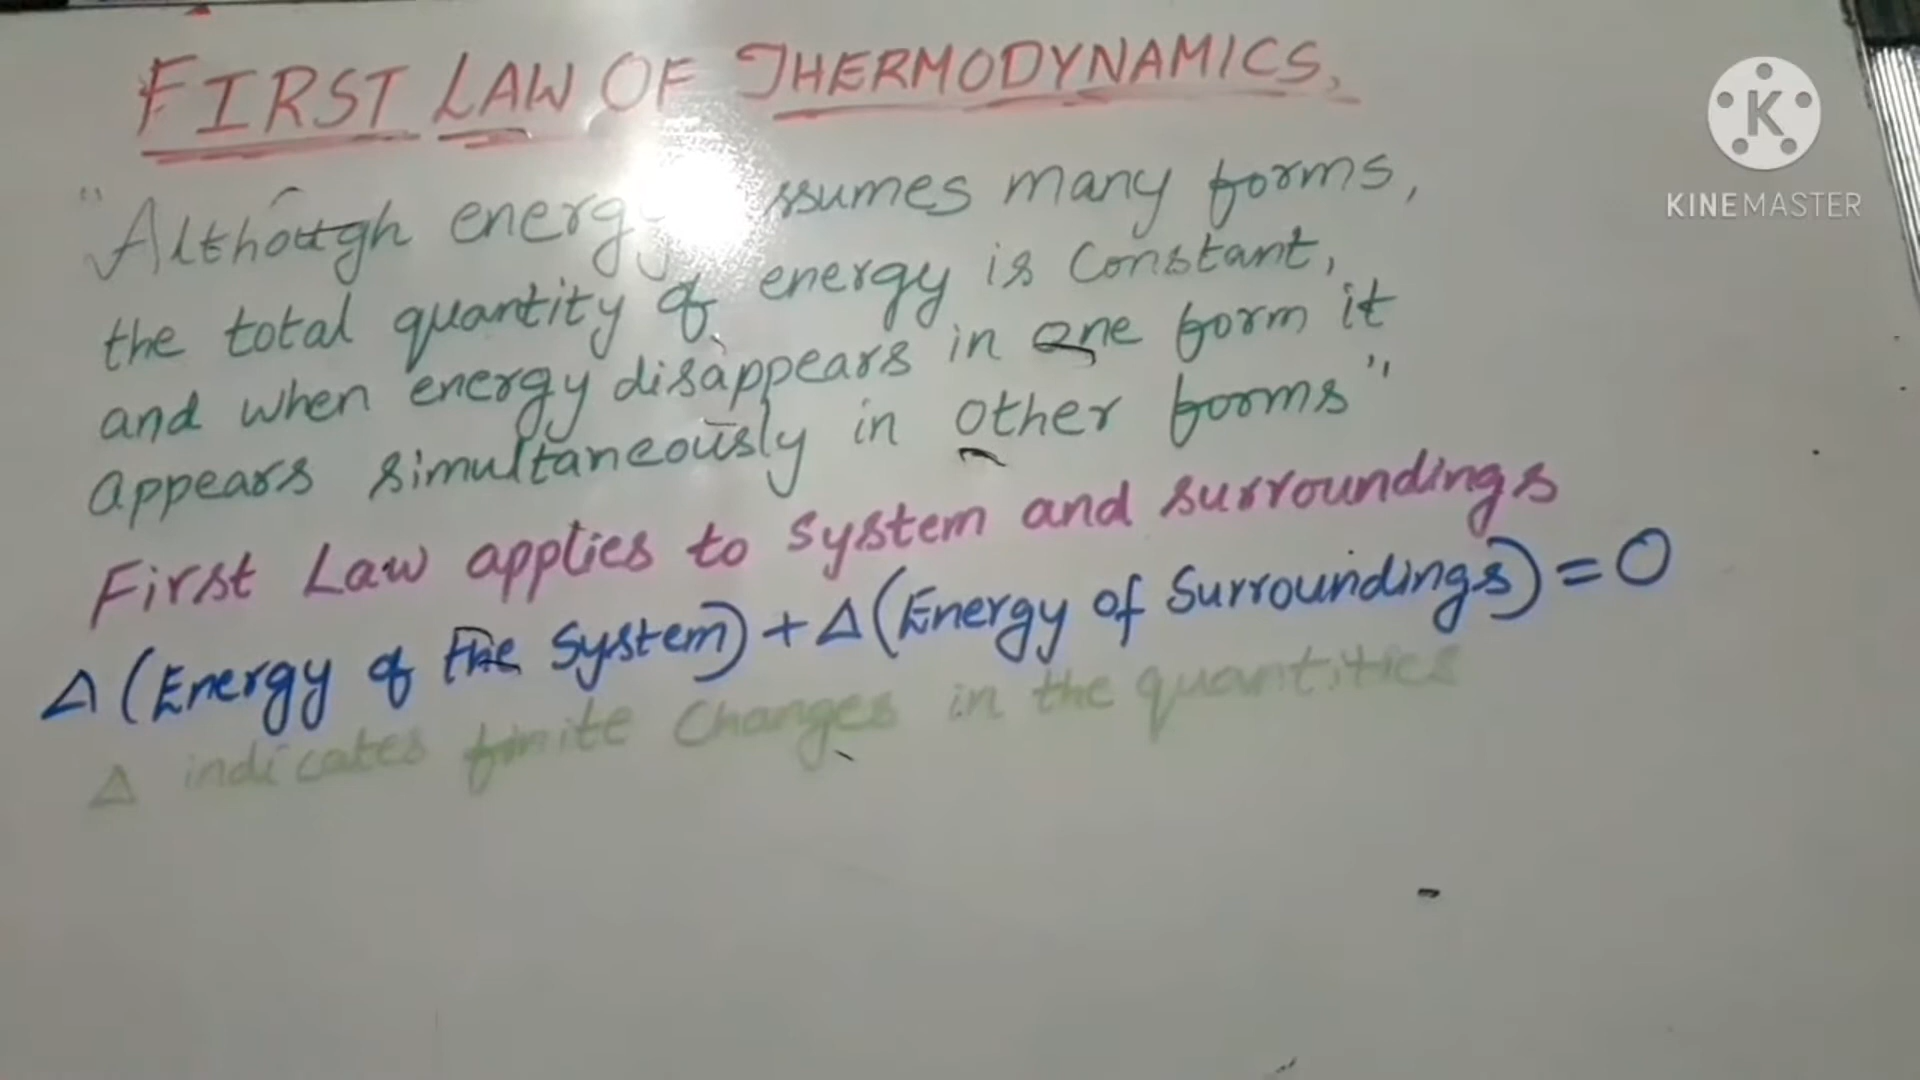 FIRST LAW OF THERMODYNAMICS.
"Although energy assumes many forms,
the total quantity of energy is Constant,
and when energy disappears in one form it
appears simultaneously in other forms"
First Law applies to System and surroundings
Δ (Energy of the System) + Δ (Energy of Surroundings) = 0
Δ indicates finite Changes in the quantities
K
KINEMASTER